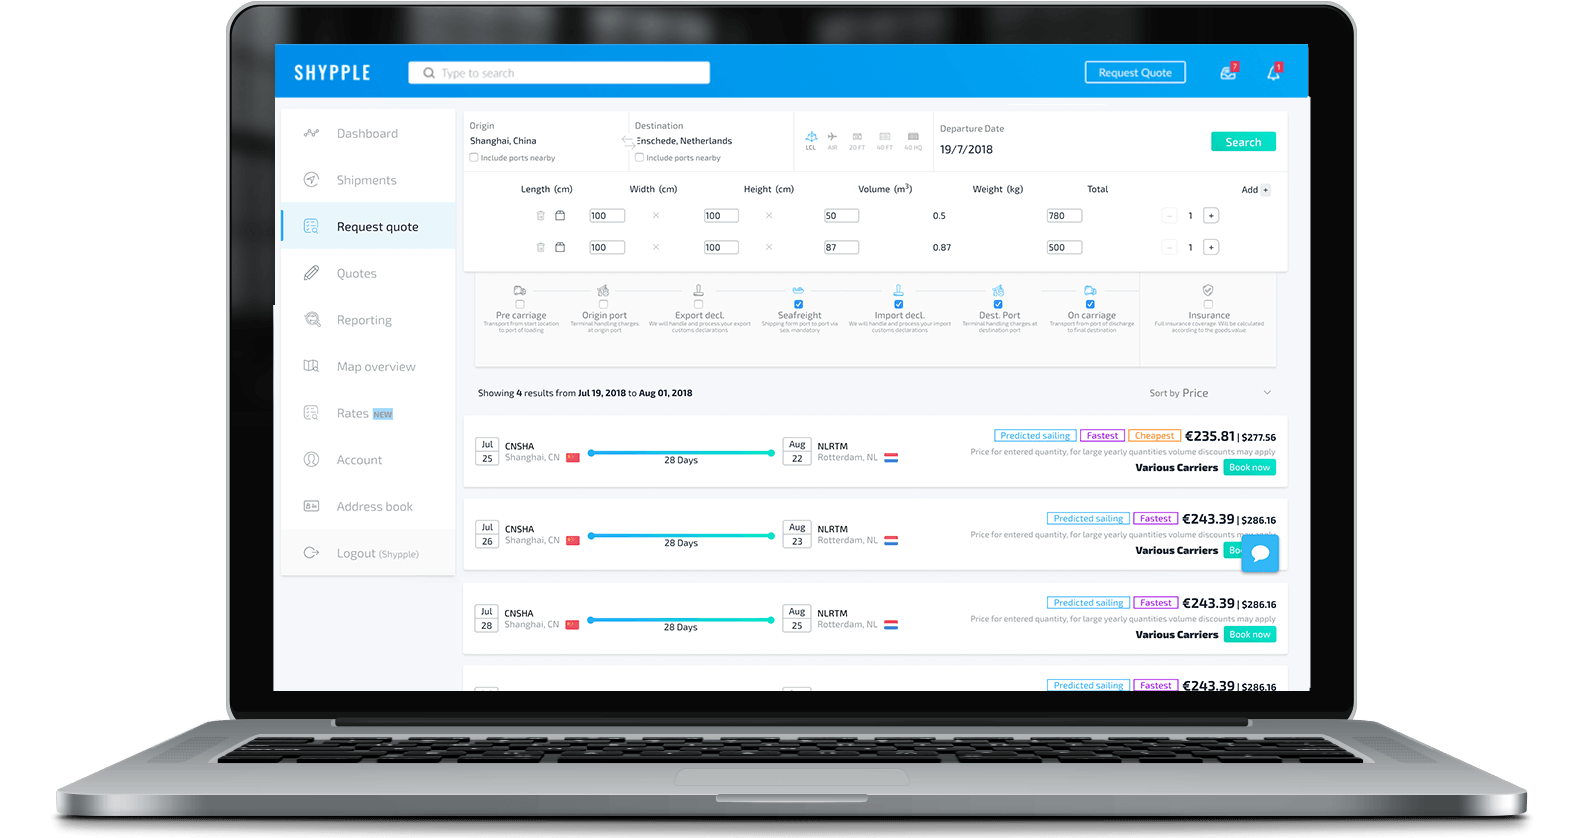 SHYPPLE
Type to search
Request Quote
7
1
Dashboard
Shipments
Request quote
Quotes
Reporting
Map overview
Rates NEW
Account
Address book
Logout (Shypple)
Origin
Shanghai, China
Include ports nearby
Destination
Enschede, Netherlands
Include ports nearby
LCL AIR 20 FT 40 FT 40 HQ
Departure Date
19/7/2018
Search
Length (cm) Width (cm) Height (cm) Volume (m³) Weight (kg) Total Add +
100 × 100 × 50 0.5 780 − 1 +
100 × 100 × 87 0.87 500 − 1 +
Pre carriage
Transport from start location
to port of loading
Origin port
Terminal handling charges
at origin port
Export decl.
We will handle and process your export
customs declarations
Seafreight
Shipping form port to port via
sea, mandatory
Import decl.
We will handle and process your import
customs declarations
Dest. Port
Terminal handling charges at
destination port
On carriage
Transport from port of discharge
to final destination
Insurance
Full insurance coverage. Will be calculated
according to the goods value.
Showing 4 results from Jul 19, 2018 to Aug 01, 2018
Sort by Price
Jul
25
CNSHA
Shanghai, CN
28 Days
Aug
22
NLRTM
Rotterdam, NL
Predicted sailing Fastest Cheapest €235.81 | $277.56
Price for entered quantity, for large yearly quantities volume discounts may apply
Various Carriers Book now
Jul
26
CNSHA
Shanghai, CN
28 Days
Aug
23
NLRTM
Rotterdam, NL
Predicted sailing Fastest €243.39 | $286.16
Price for entered quantity, for large yearly quantities volume discounts may apply
Various Carriers Bo
Jul
28
CNSHA
Shanghai, CN
28 Days
Aug
25
NLRTM
Rotterdam, NL
Predicted sailing Fastest €243.39 | $286.16
Price for entered quantity, for large yearly quantities volume discounts may apply
Various Carriers Book now
Predicted sailing Fastest €243.39 | $286.16